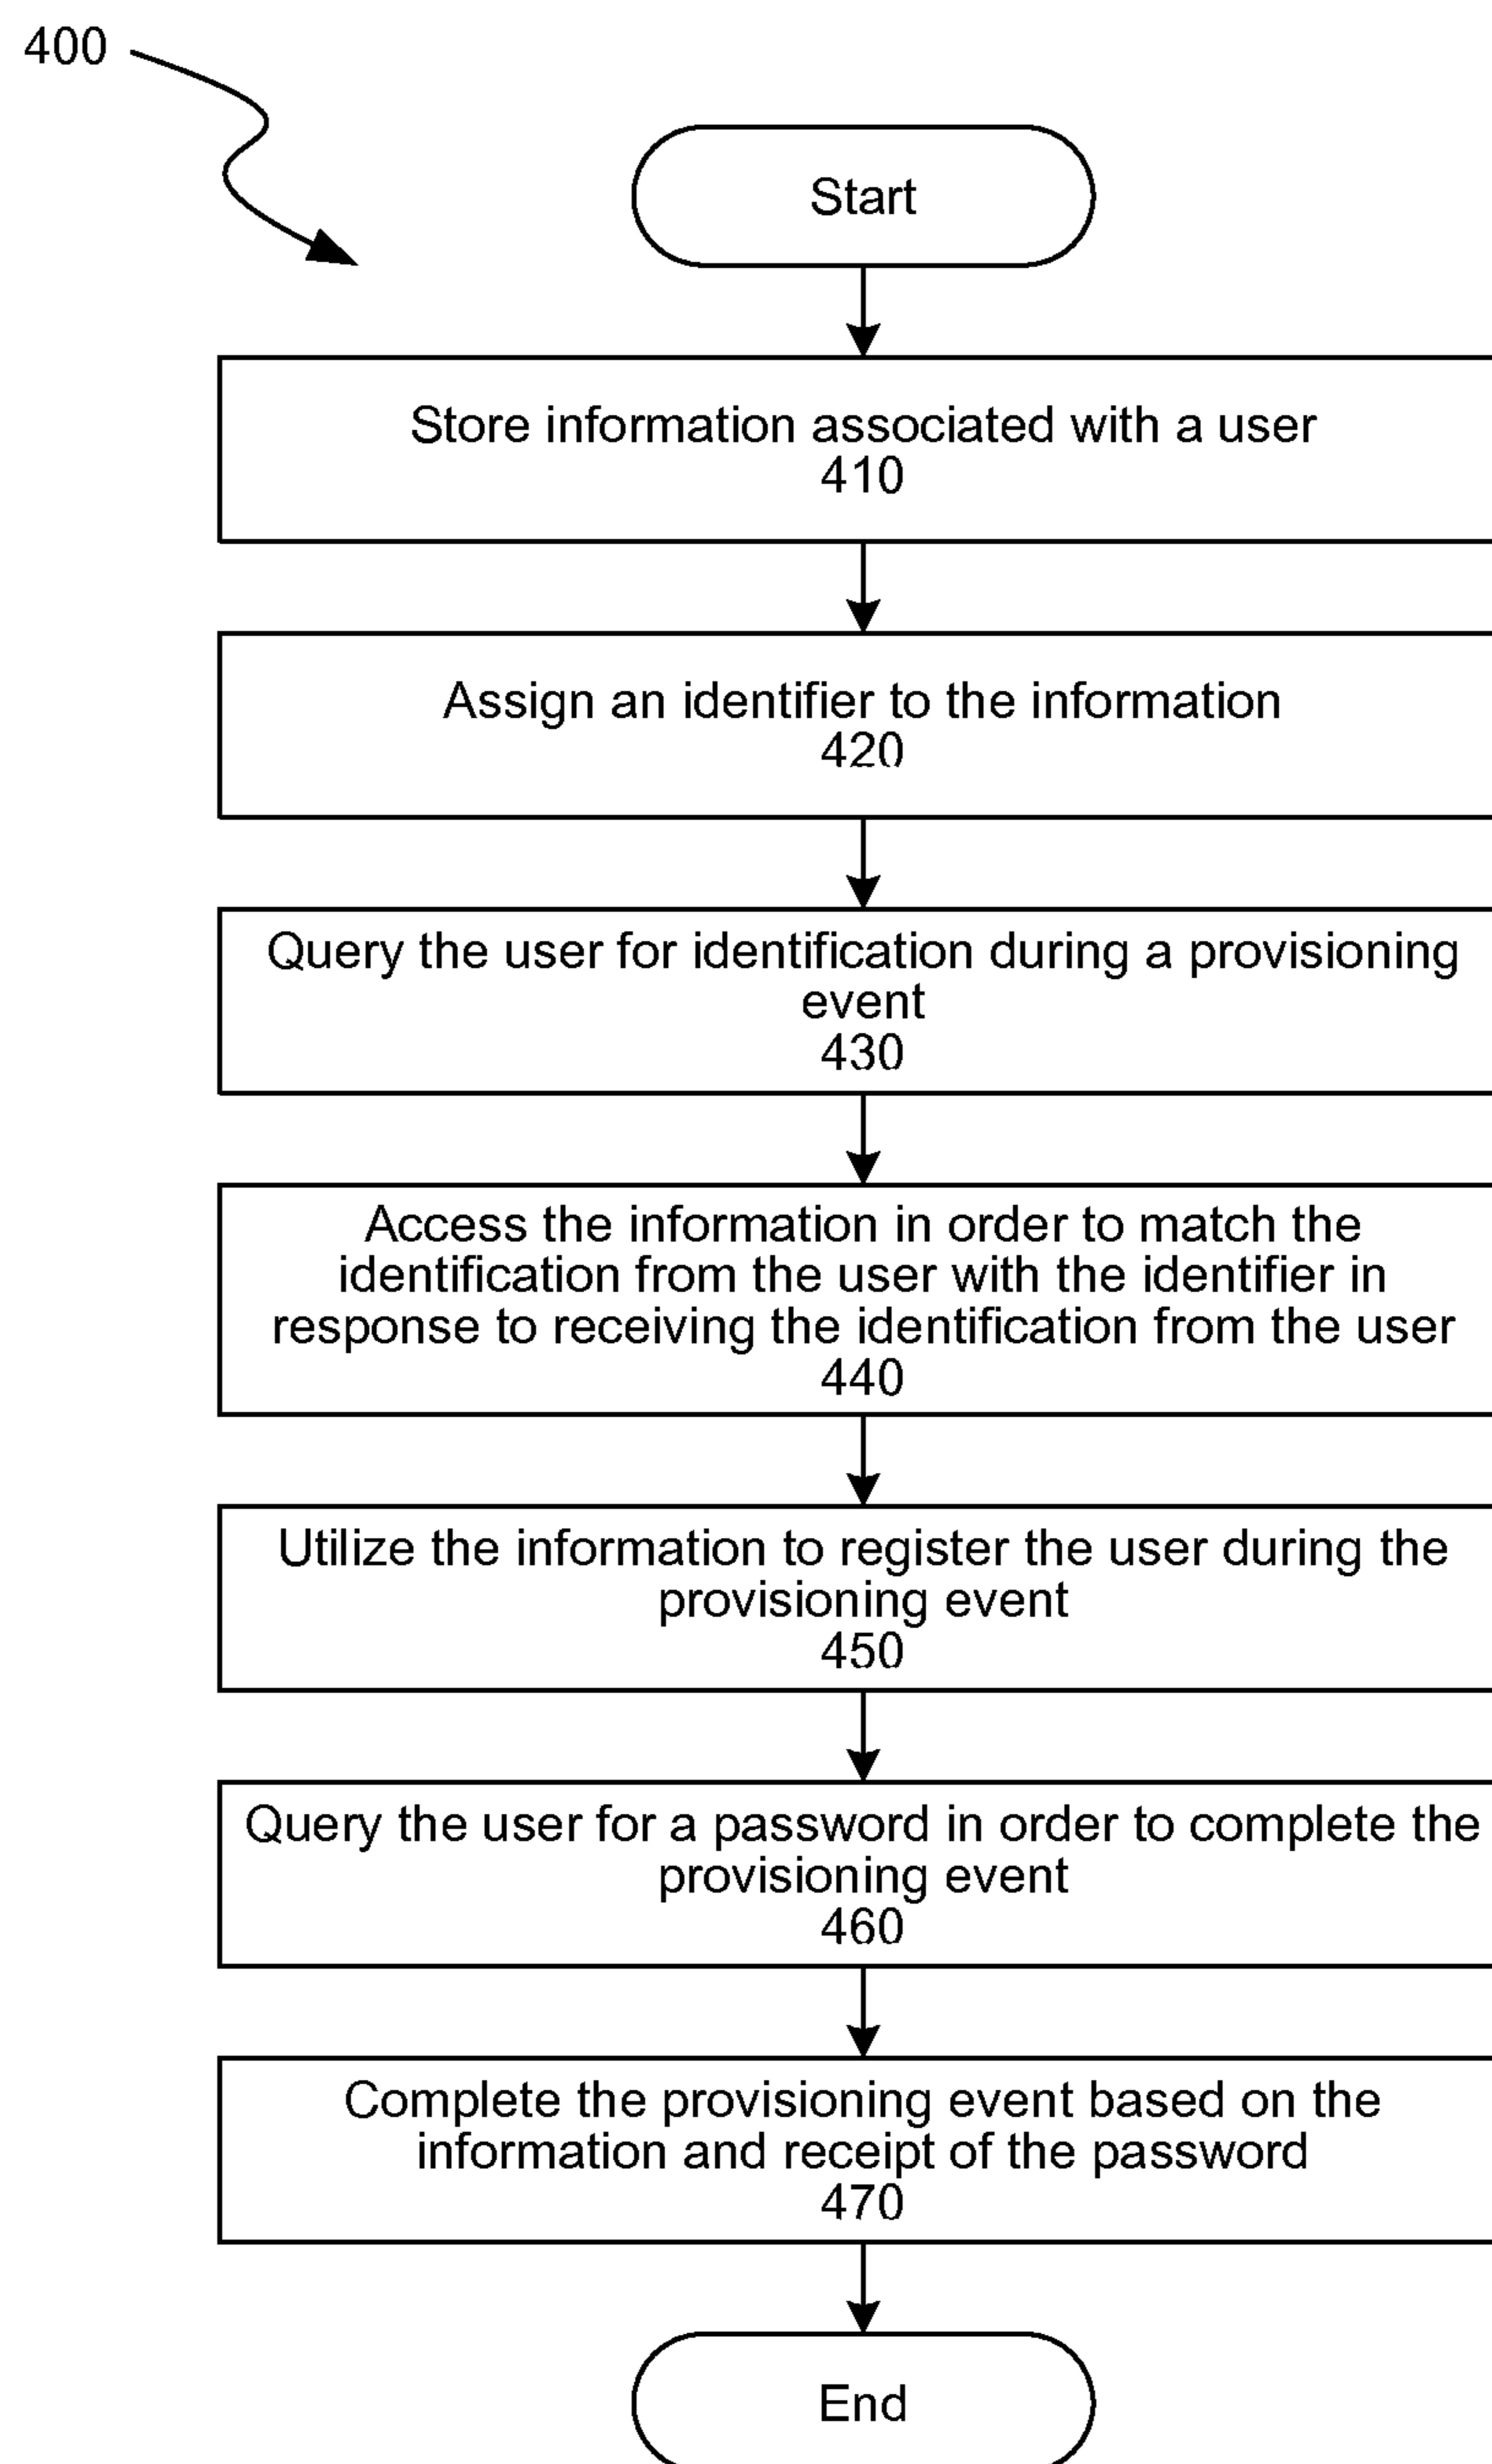 400
Start
Store information associated with a user
410
Assign an identifier to the information
420
Query the user for identification during a provisioning
event
430
Access the information in order to match the
identification from the user with the identifier in
response to receiving the identification from the user
440
Utilize the information to register the user during the
provisioning event
450
Query the user for a password in order to complete the
provisioning event
460
Complete the provisioning event based on the
information and receipt of the password
470
End